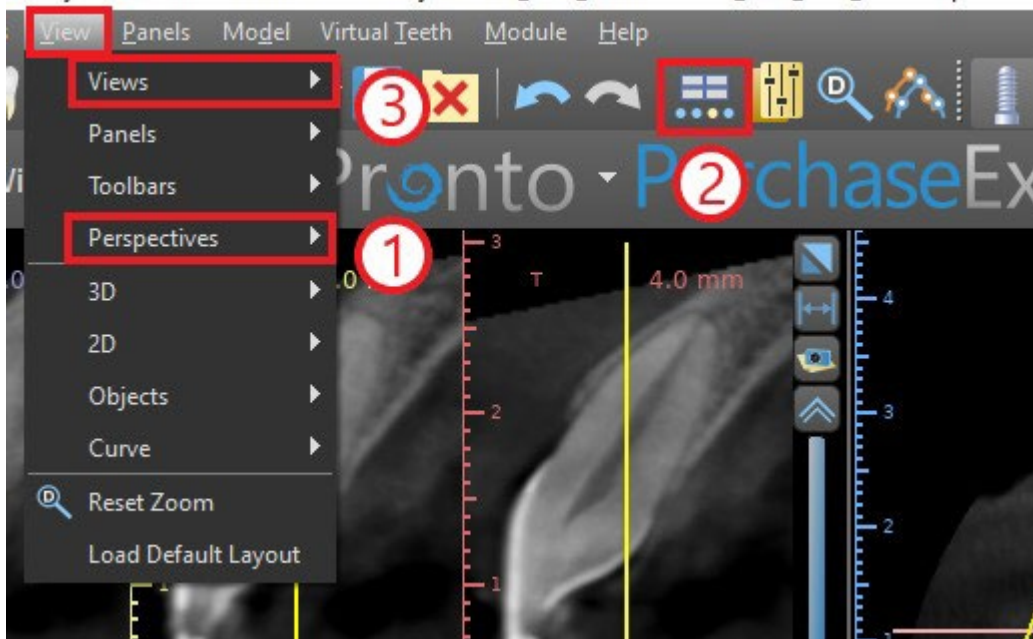 View Panels Model Virtual Teeth Module Help
Views
3
D
Panels
Toolbars
Pronto
2
PurchaseEx
Perspectives
1
3D
2D
Objects
Curve
D Reset Zoom
Load Default Layout
3
T 4.0 mm
2
1
4
3
2